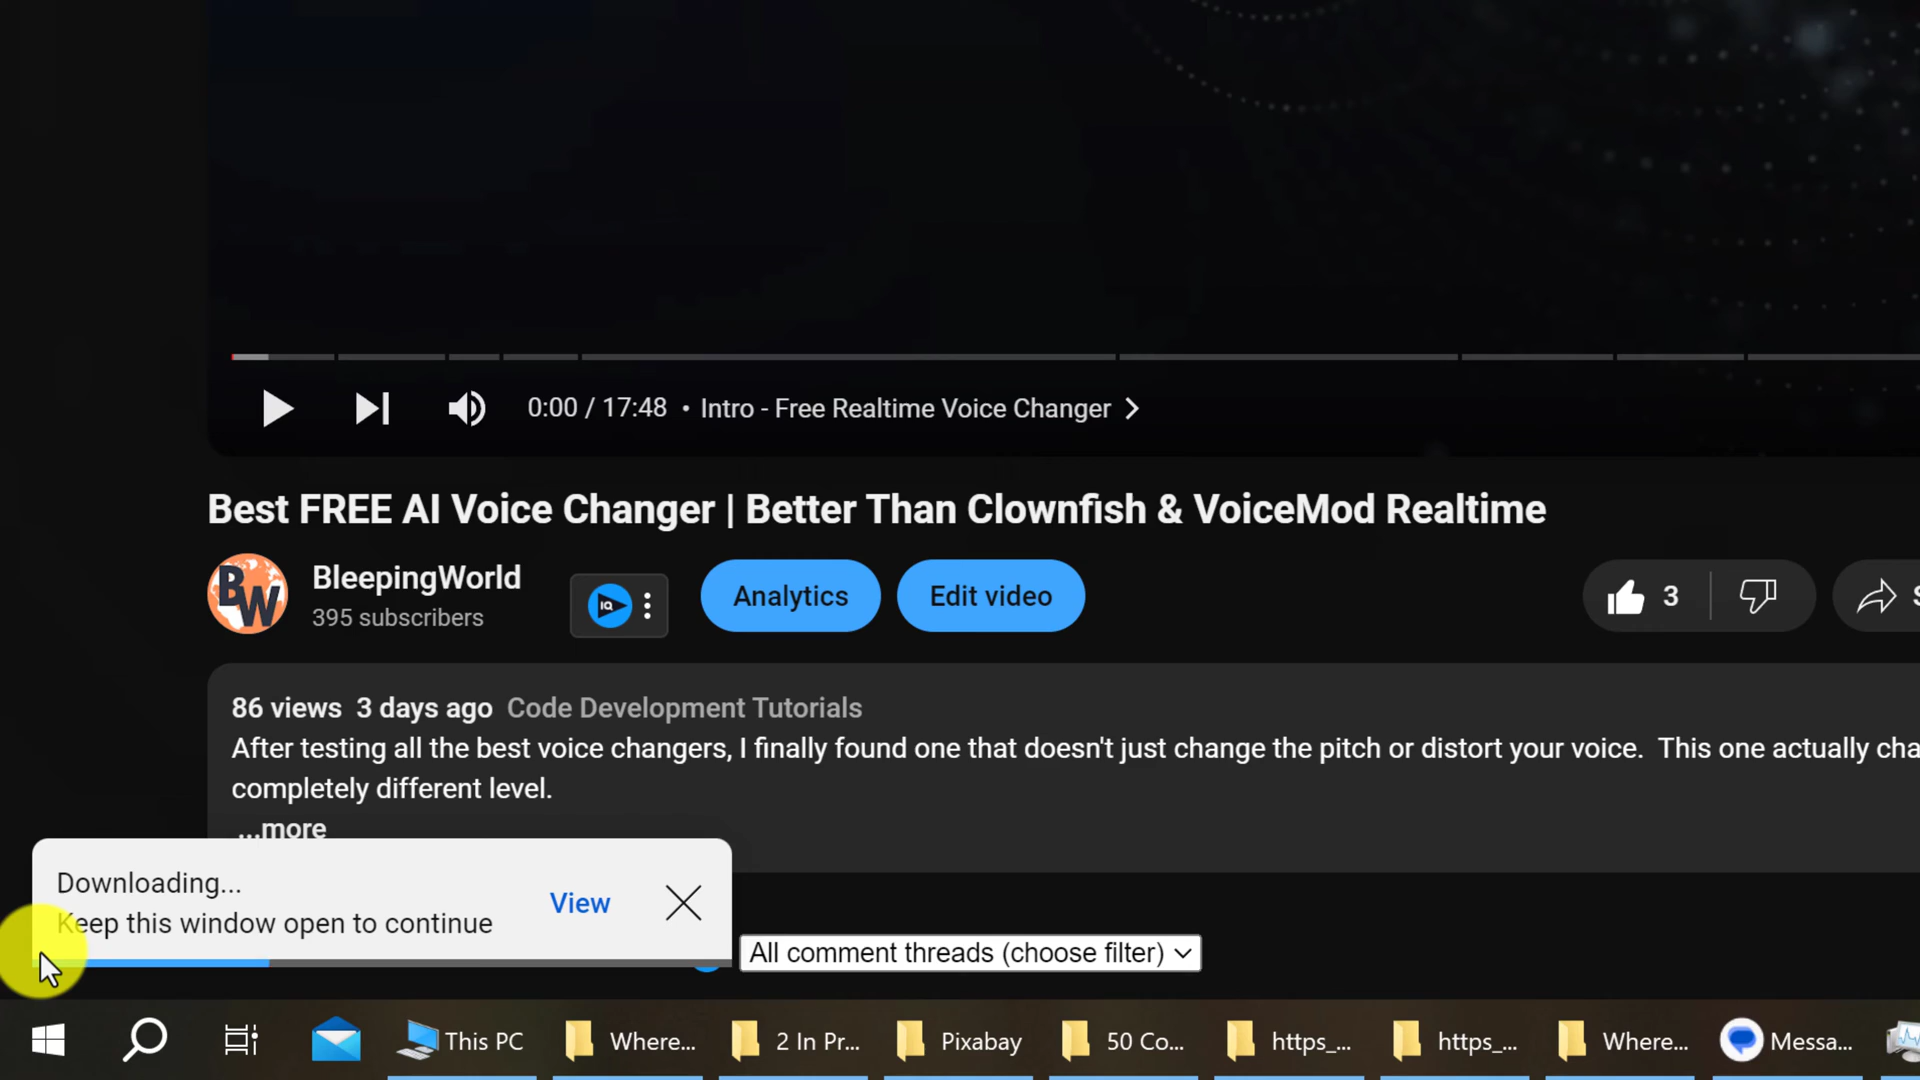 0:00 / 17:48 • Intro - Free Realtime Voice Changer
Best FREE AI Voice Changer | Better Than Clownfish & VoiceMod Realtime
BW
BleepingWorld
395 subscribers
IQ
Analytics
Edit video
3
86 views 3 days ago Code Development Tutorials
After testing all the best voice changers, I finally found one that doesn't just change the pitch or distort your voice. This one actually cha
completely different level.
...more
Downloading...
Keep this window open to continue
View
All comment threads (choose filter)
This PC
Where...
2 In Pr...
Pixabay
50 Co...
https_...
https_...
Where...
Messa...